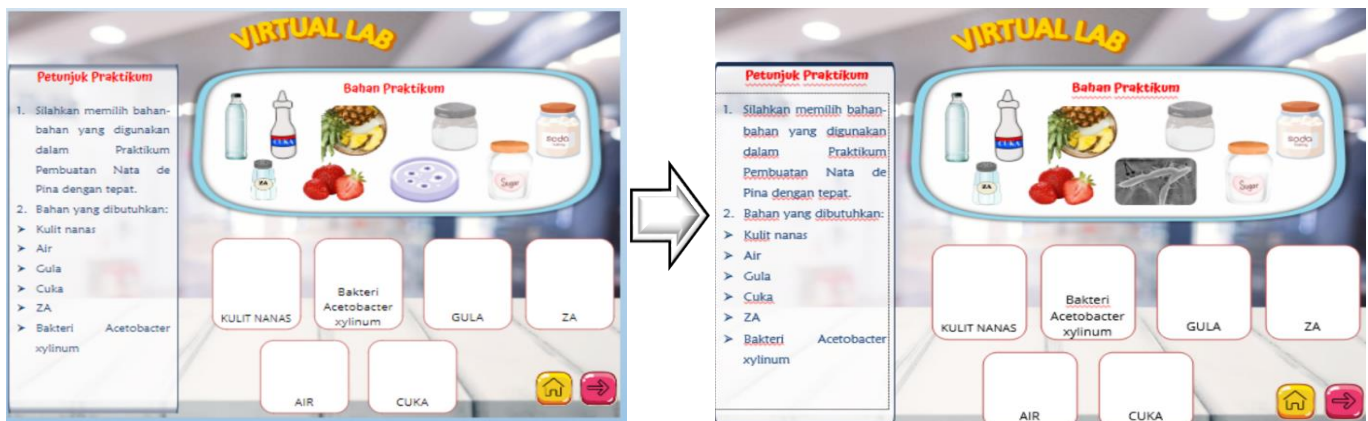 VIRTUAL LAB
Petunjuk Praktikum
1. Silahkan memilih bahan-
bahan yang digunakan
dalam Praktikum
Pembuatan Nata de
Pina dengan tepat.
2. Bahan yang dibutuhkan:
➤ Kulit nanas
➤ Air
➤ Gula
➤ Cuka
➤ ZA
➤ Bakteri Acetobacter
xylinum
Bahan Praktikum
CUKA
ZA
Sugar
soda
KULIT NANAS
Bakteri
Acetobacter
xylinum
GULA
ZA
AIR
CUKA
VIRTUAL LAB
Petunjuk Praktikum
1. Silahkan memilih bahan-
bahan yang digunakan
dalam Praktikum
Pembuatan Nata de
Pina dengan tepat.
2. Bahan yang dibutuhkan:
➤ Kulit nanas
➤ Air
➤ Gula
➤ Cuka
➤ ZA
➤ Bakteri Acetobacter
xylinum
Bahan Praktikum
CUKA
ZA
Sugar
soda
KULIT NANAS
Bakteri
Acetobacter
xylinum
GULA
ZA
AIR
CUKA